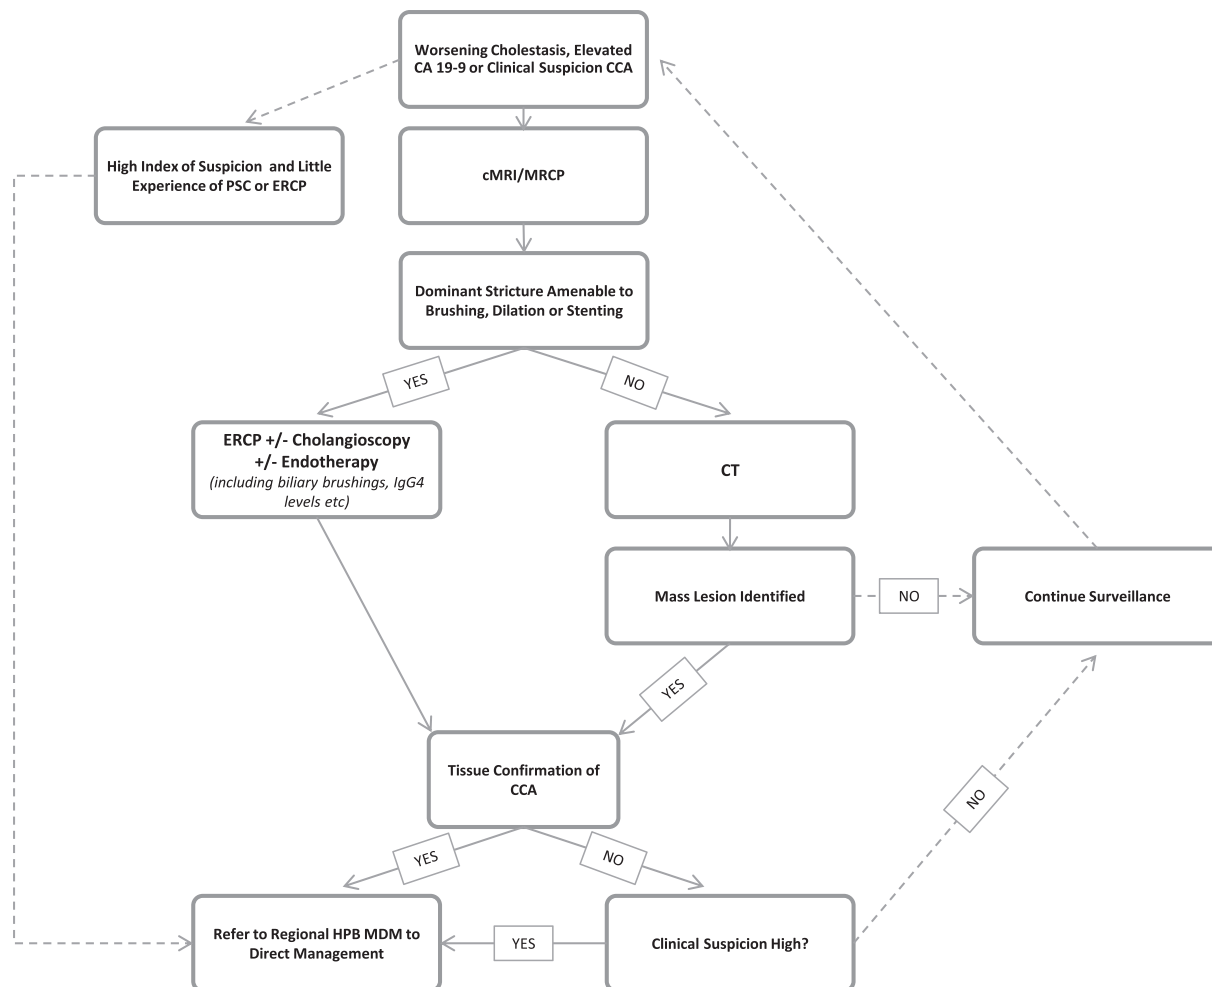 Worsening Cholestasis, Elevated
CA 19-9 or Clinical Suspicion CCA
High Index of Suspicion and Little
Experience of PSC or ERCP
cMRI/MRCP
Dominant Stricture Amenable to
Brushing, Dilation or Stenting
YES
NO
ERCP +/- Cholangioscopy
+/- Endotherapy
(including biliary brushings, IgG4
levels etc)
CT
Mass Lesion Identified
NO
Continue Surveillance
YES
Tissue Confirmation of
CCA
NO
YES
NO
Refer to Regional HPB MDM to
Direct Management
YES
Clinical Suspicion High?